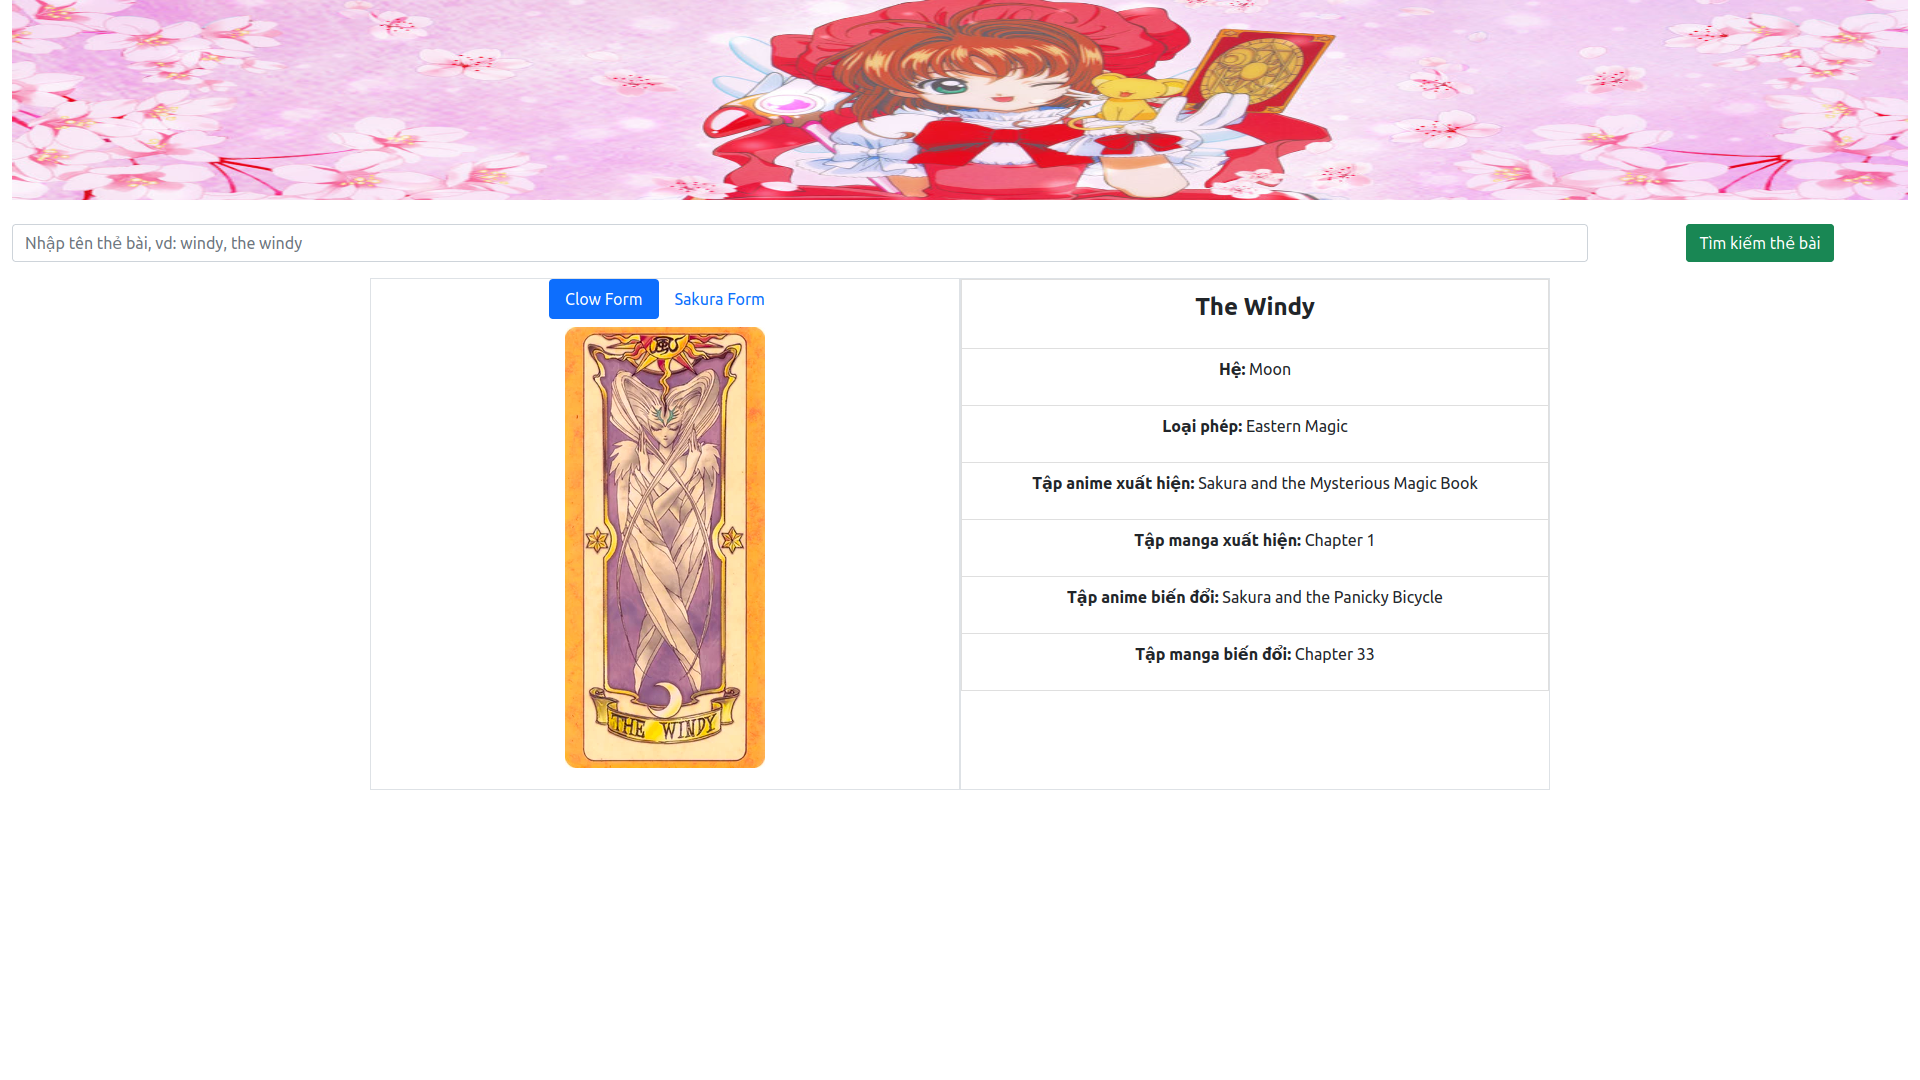 Nhập tên thẻ bài, vd: windy, the windy
Tìm kiếm thẻ bài
Clow Form
Sakura Form
THE WINDY
The Windy
Hệ: Moon
Loại phép: Eastern Magic
Tập anime xuất hiện: Sakura and the Mysterious Magic Book
Tập manga xuất hiện: Chapter 1
Tập anime biến đổi: Sakura and the Panicky Bicycle
Tập manga biến đổi: Chapter 33